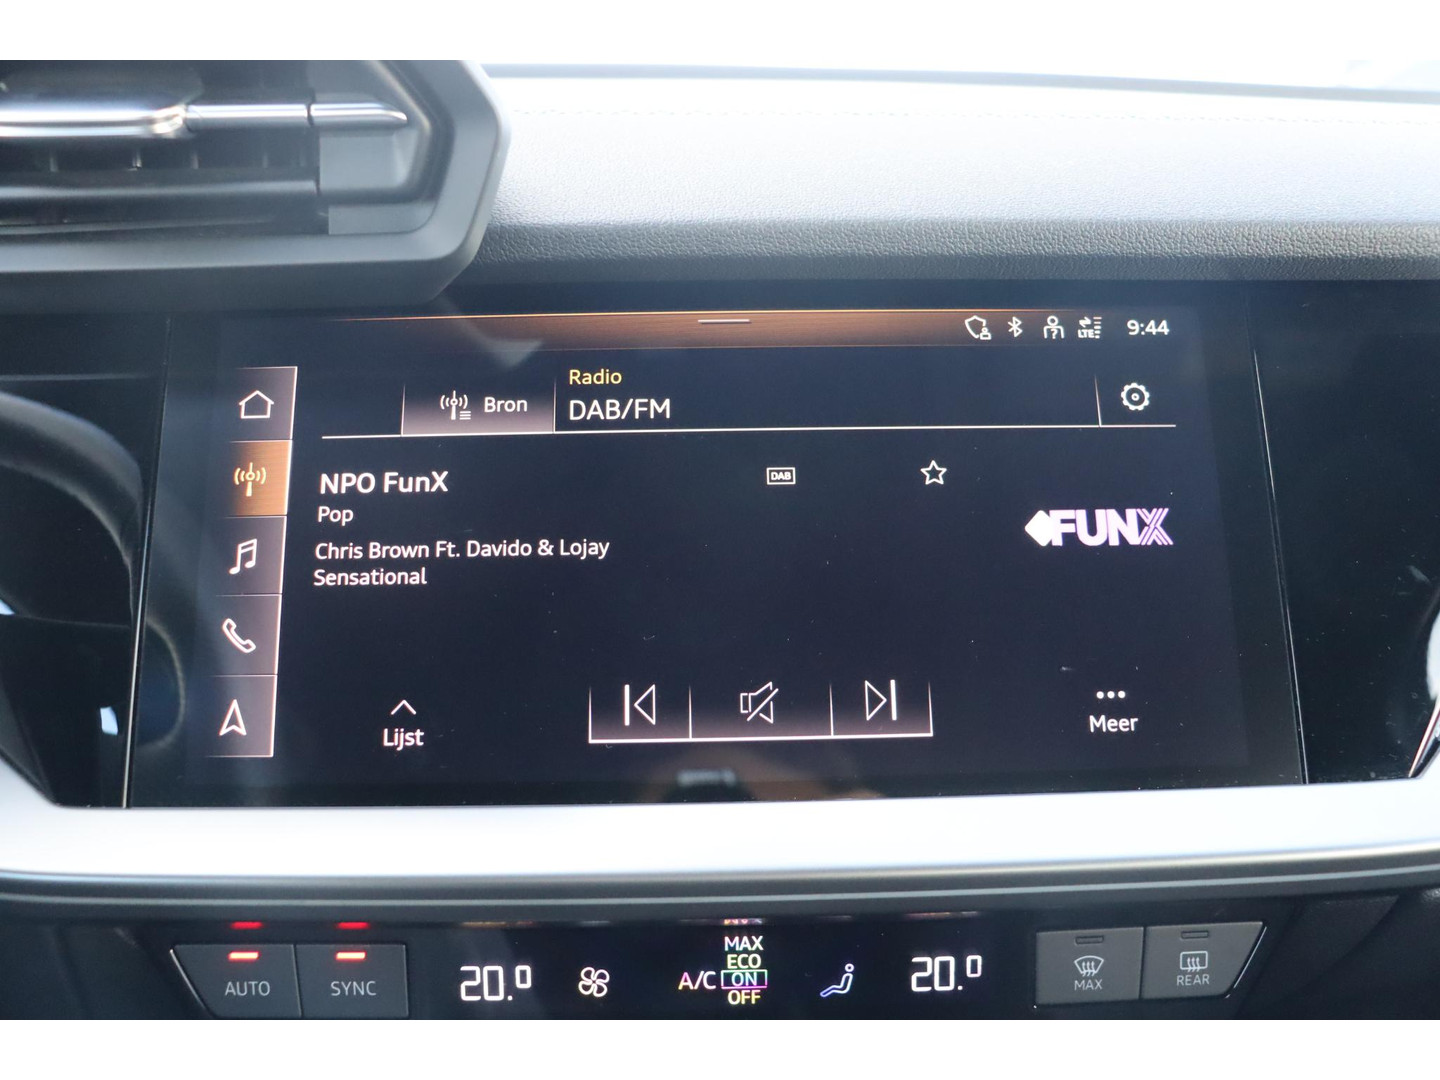 LTE 9:44
Radio
Bron DAB/FM
NPO FunX DAB
Pop
FUNX
Chris Brown Ft. Davido & Lojay
Sensational
Lijst
Meer
AUTO
SYNC
20.0
MAX
ECO
A/C ON
OFF
20.0
MAX
REAR